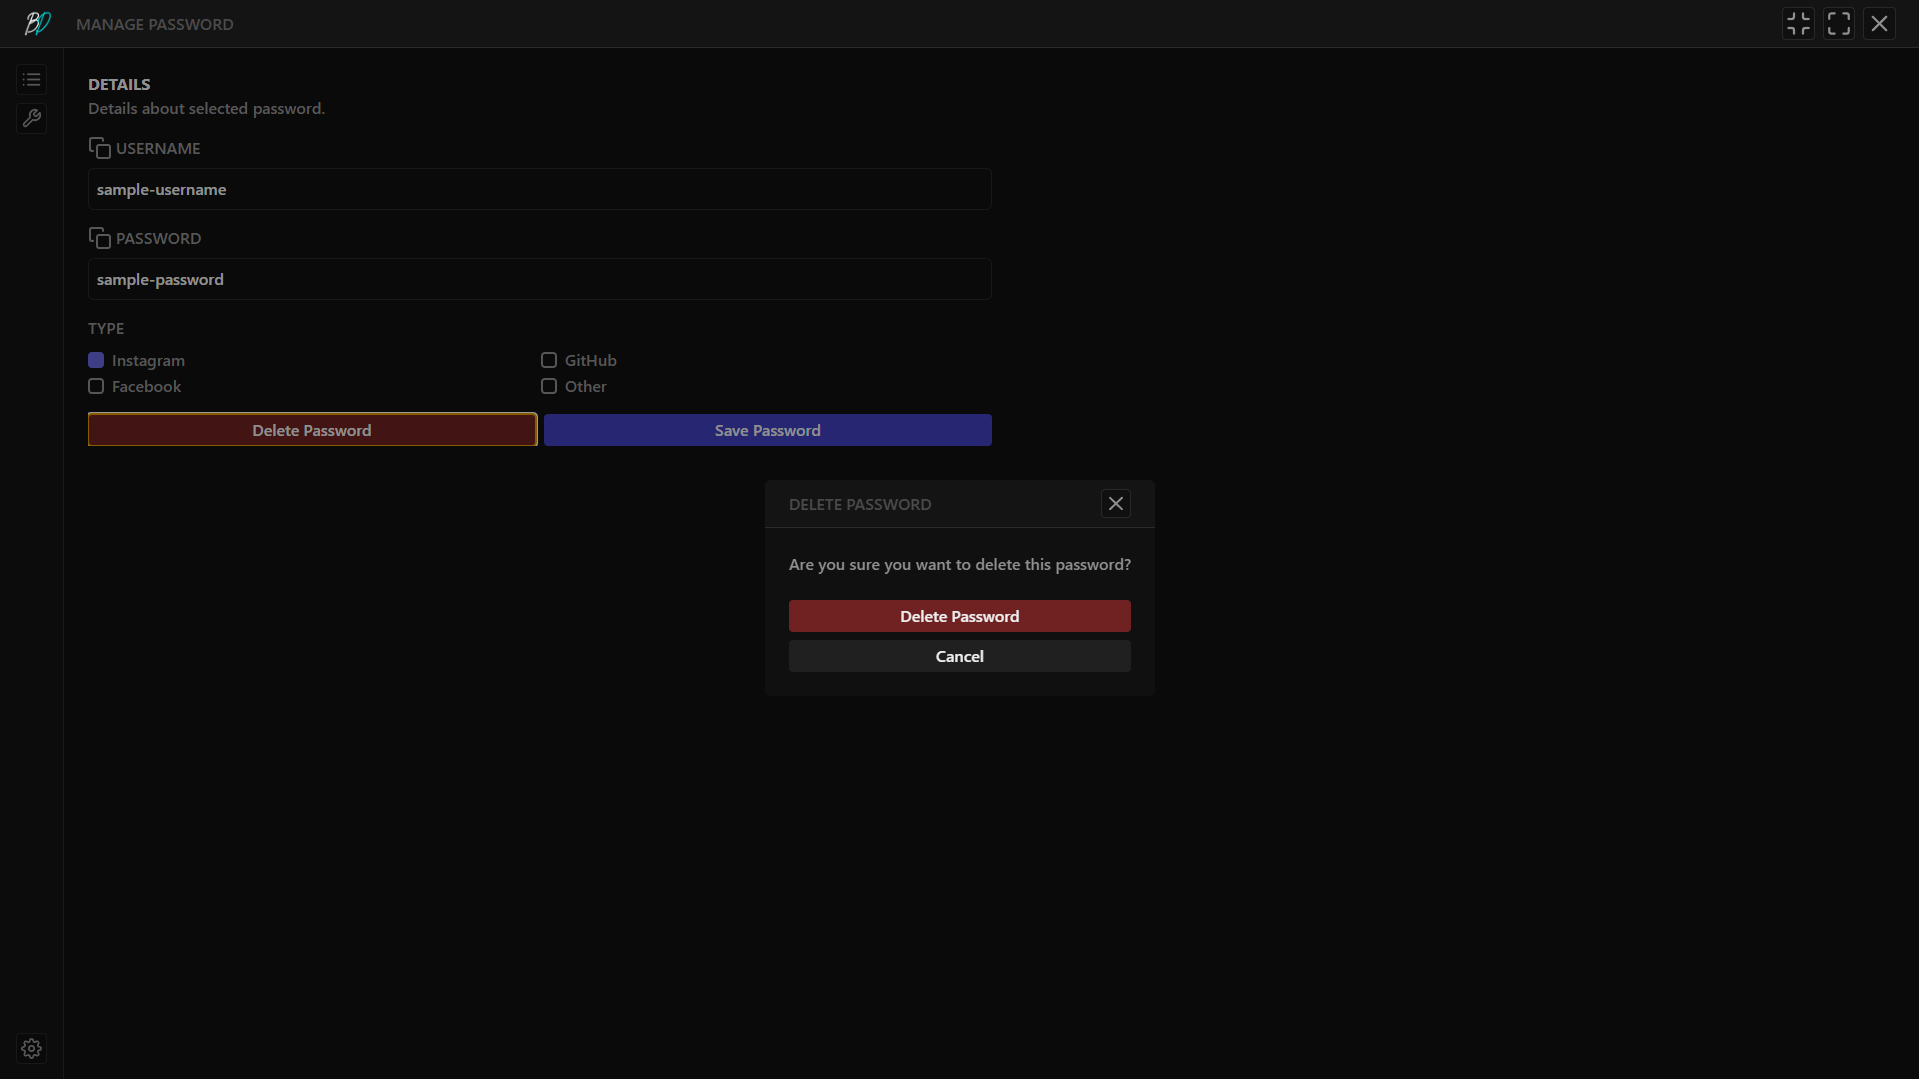 BD
MANAGE PASSWORD
DETAILS
Details about selected password.
USERNAME
sample-username
PASSWORD
sample-password
TYPE
Instagram
GitHub
Facebook
Other
Delete Password
Save Password
DELETE PASSWORD
Are you sure you want to delete this password?
Delete Password
Cancel